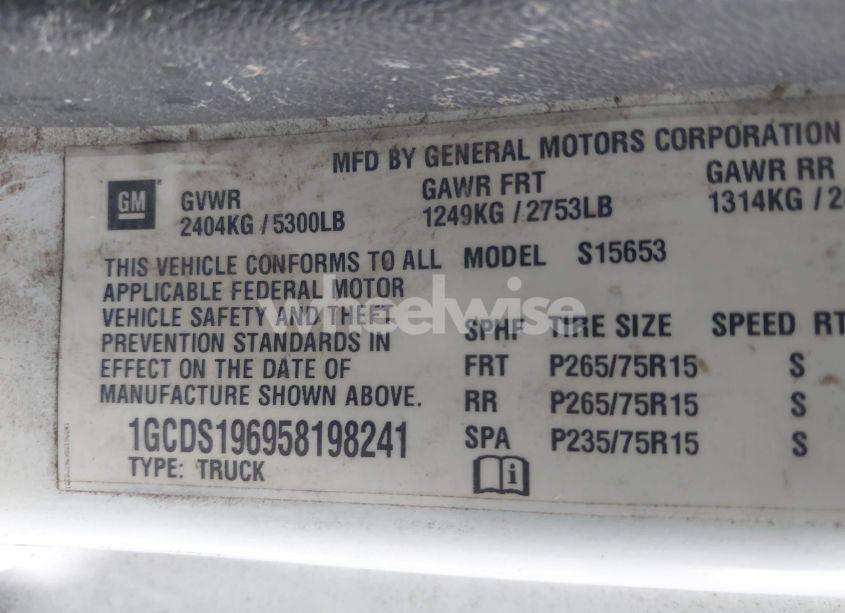 MFD BY GENERAL MOTORS CORPORATION
GM
GVWR GAWR FRT GAWR RR
2404KG / 5300LB 1249KG / 2753LB 1314KG /
THIS VEHICLE CONFORMS TO ALL
APPLICABLE FEDERAL MOTOR
VEHICLE SAFETY AND THEFT
PREVENTION STANDARDS IN
EFFECT ON THE DATE OF
MANUFACTURE SHOWN ABOVE.
1GCDS196958198241
TYPE: TRUCK
MODEL S15653
SPHF TIRE SIZE SPEED RT
FRT P265/75R15 S
RR P265/75R15 S
SPA P235/75R15 S
i
wheelwise